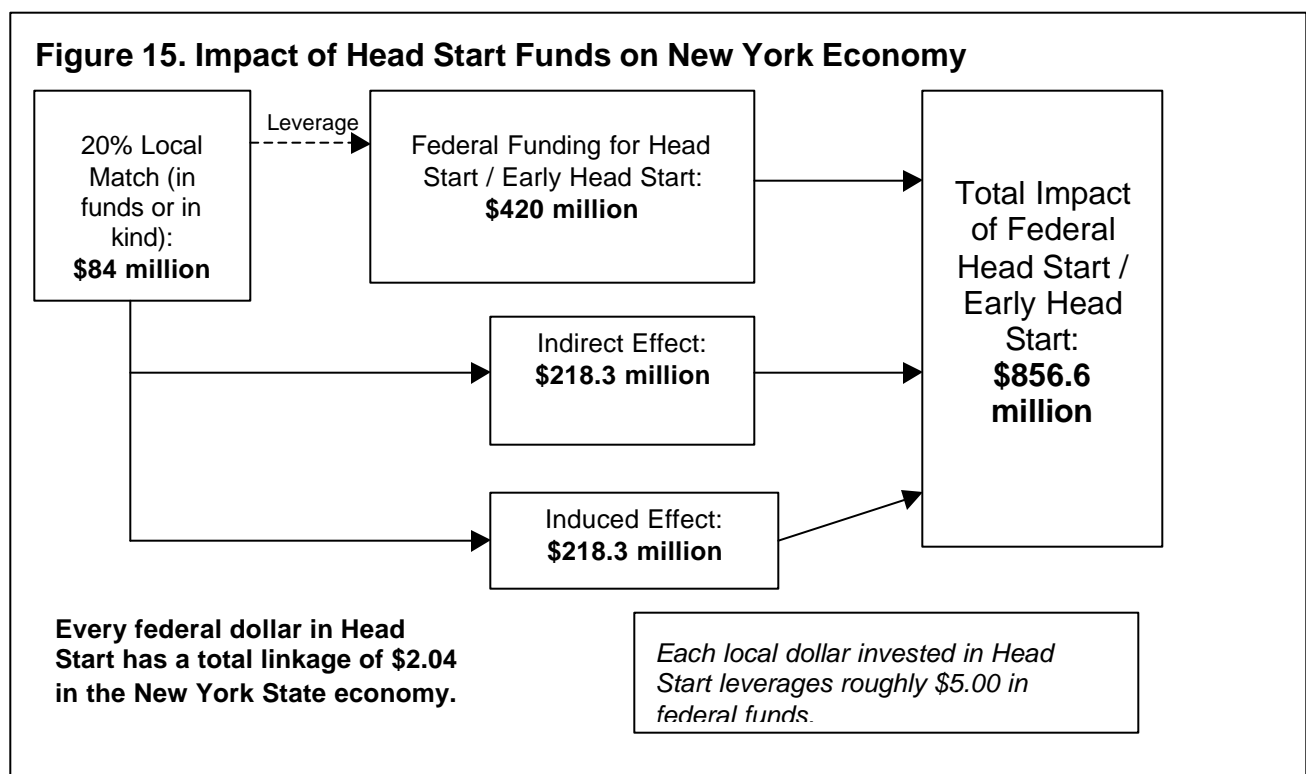 Figure 15. Impact of Head Start Funds on New York Economy
20% Local
Match (in
funds or in
kind):
$84 million
Leverage
Federal Funding for Head
Start / Early Head Start:
$420 million
Total Impact
of Federal
Head Start /
Early Head
Start:
$856.6
million
Indirect Effect:
$218.3 million
Induced Effect:
$218.3 million
Every federal dollar in Head
Start has a total linkage of $2.04
in the New York State economy.
Each local dollar invested in Head
Start leverages roughly $5.00 in
federal funds.